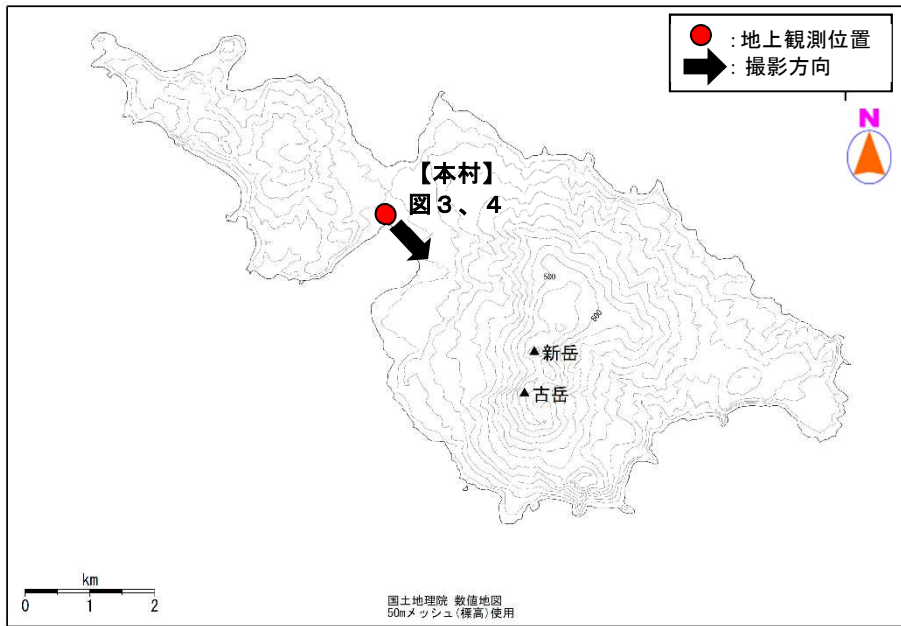 ：地上観測位置
：撮影方向
N
【本村】
図３、４
500
600
▲新岳
▲古岳
km
0 1 2
国土地理院 数値地図
50mメッシュ(標高)使用